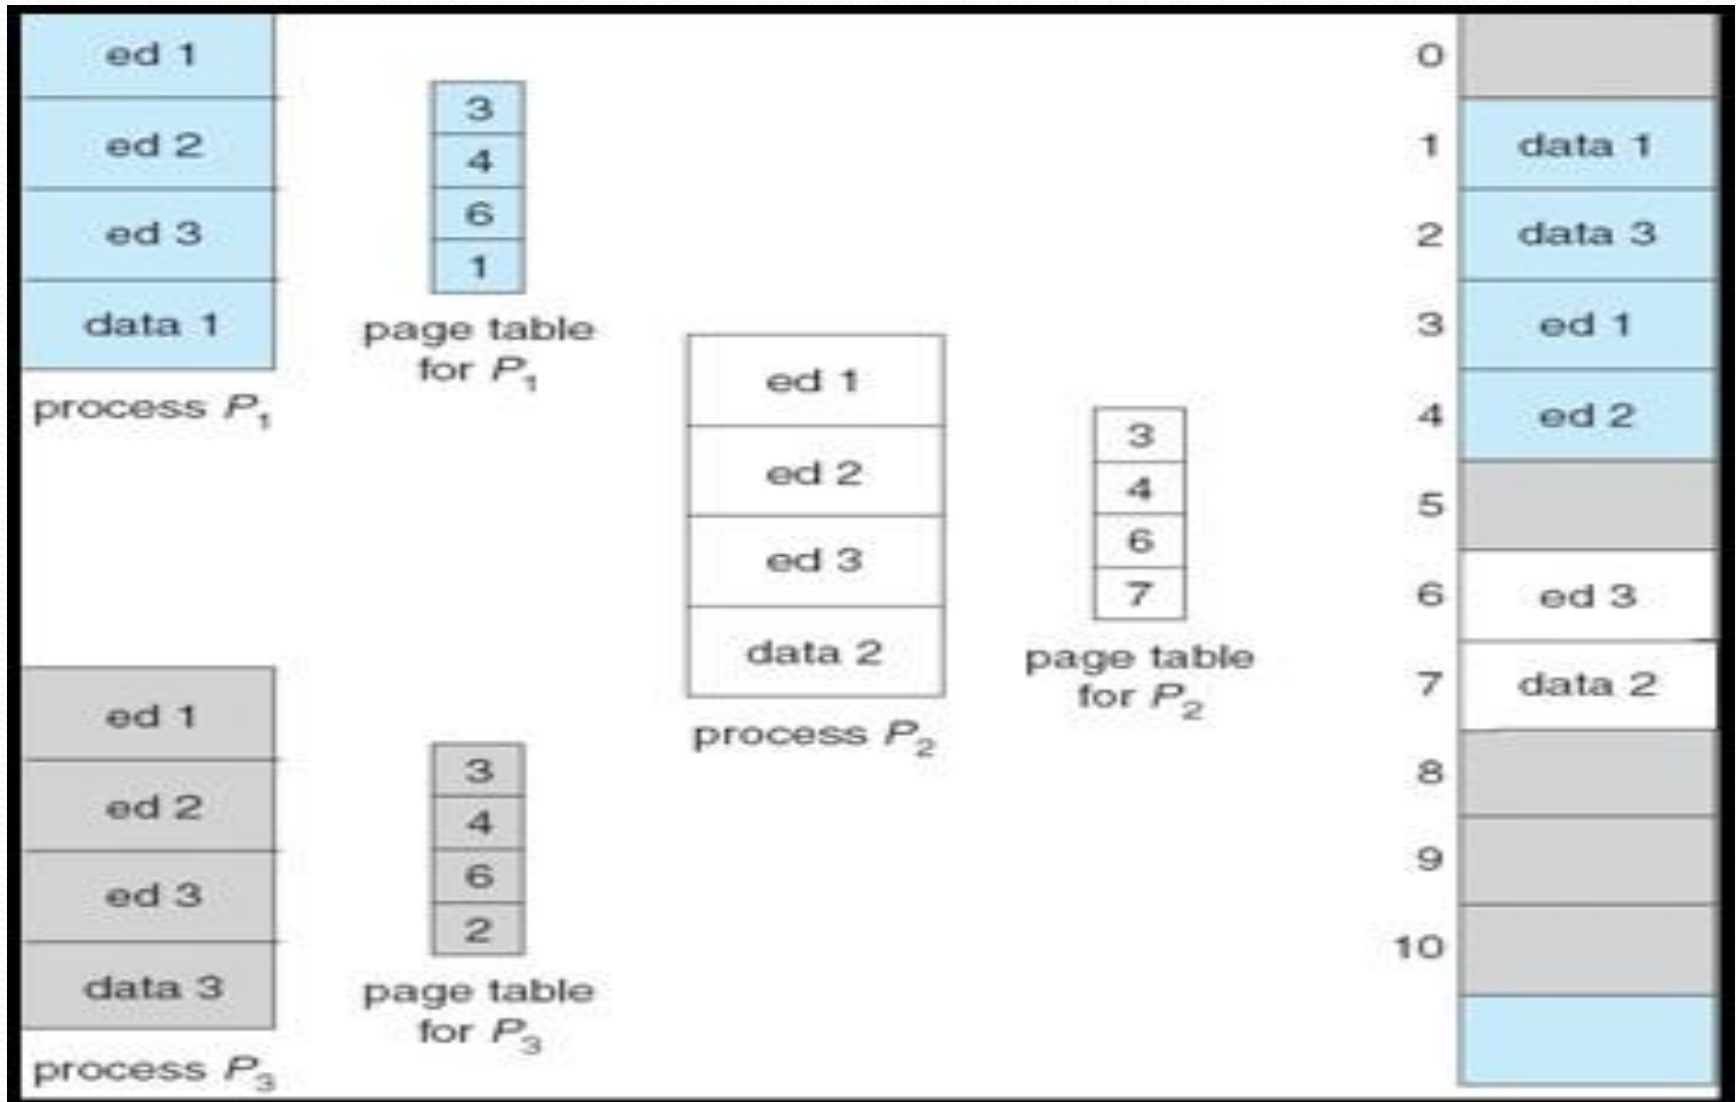 ed 1
ed 2
ed 3
data 1
process P1
3
4
6
1
page table
for P1
ed 1
ed 2
ed 3
data 2
process P2
3
4
6
7
page table
for P2
ed 1
ed 2
ed 3
data 3
process P3
3
4
6
2
page table
for P3
0
1 data 1
2 data 3
3 ed 1
4 ed 2
5
6 ed 3
7 data 2
8
9
10